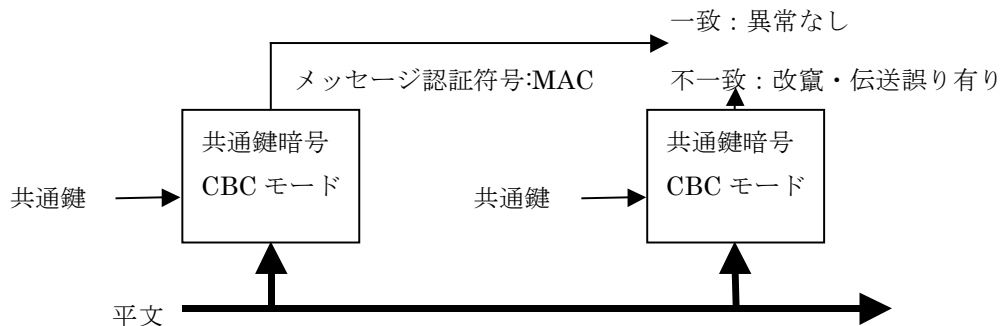 一致：異常なし
メッセージ認証符号:MAC
不一致：改竄・伝送誤り有り
共通鍵暗号
CBC モード
共通鍵暗号
CBC モード
共通鍵
共通鍵
平文